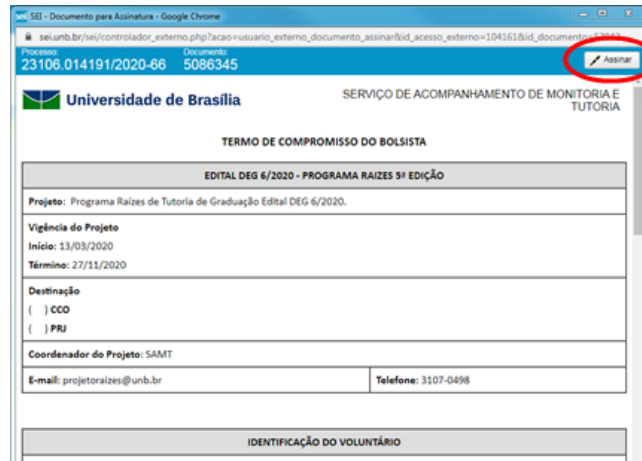 SEI - Documento para Assinatura - Google Chrome
sei.unb.br/sei/controlador_externo.php?acao=usuario_externo_documento_assinar&id_acesso_externo=104161&id_documento=
Processo: Documento:
23106.014191/2020-66 5086345
Assinar
Universidade de Brasília
SERVIÇO DE ACOMPANHAMENTO DE MONITORIA E
TUTORIA
TERMO DE COMPROMISSO DO BOLSISTA
EDITAL DEG 6/2020 - PROGRAMA RAIZES 5ª EDIÇÃO
Projeto: Programa Raízes de Tutoria de Graduação Edital DEG 6/2020.
Vigência do Projeto
Início: 13/03/2020
Término: 27/11/2020
Destinação
( ) CCO
( ) PRJ
Coordenador do Projeto: SAMT
E-mail: projetoraizes@unb.br Telefone: 3107-0498
IDENTIFICAÇÃO DO VOLUNTÁRIO